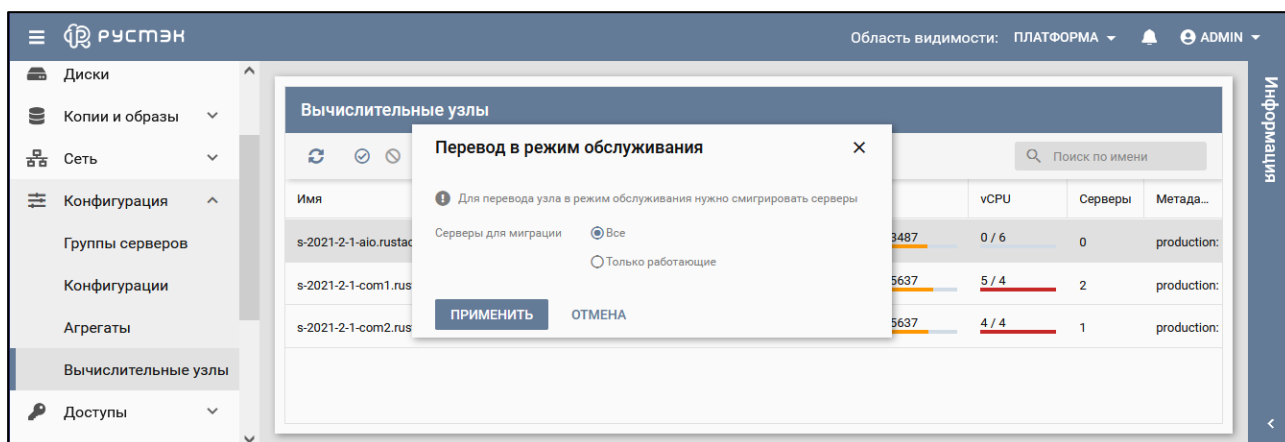 РУСТЭК
Область видимости: ПЛАТФОРМА
ADMIN
Диски
Копии и образы
Сеть
Конфигурация
Группы серверов
Конфигурации
Агрегаты
Вычислительные узлы
Доступы
Вычислительные узлы
Поиск по имени
Имя
vCPU
Серверы
Метада...
s-2021-2-1-aio.rustac
3487
0 / 6
0
production:
s-2021-2-1-com1.rus
5637
5 / 4
2
production:
s-2021-2-1-com2.rus
5637
4 / 4
1
production:
Перевод в режим обслуживания
Для перевода узла в режим обслуживания нужно смигрировать серверы
Серверы для миграции
Все
Только работающие
ПРИМЕНИТЬ
ОТМЕНА
Информация